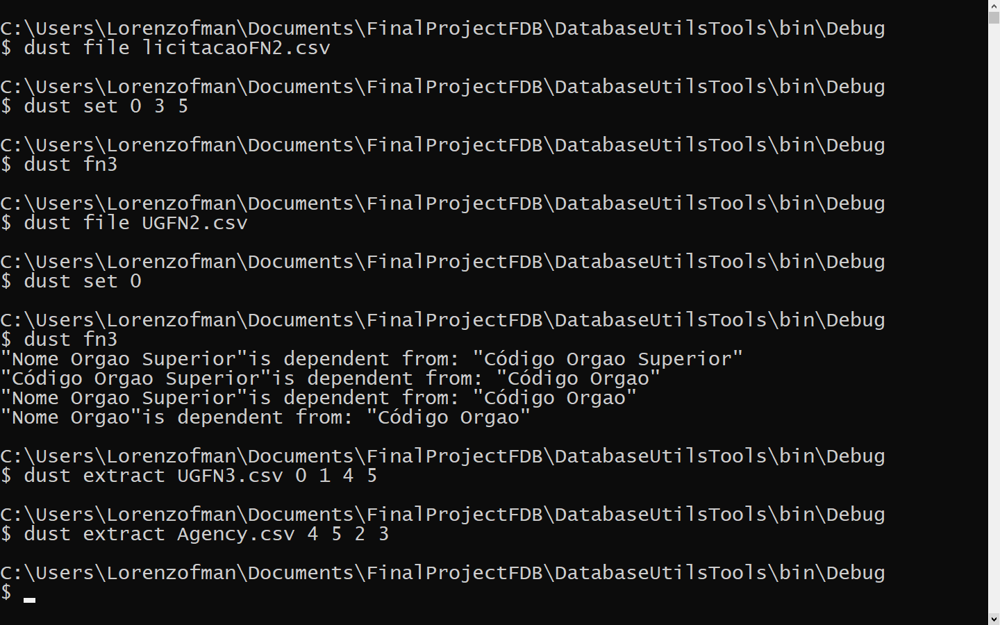 C:\Users\Lorenzofman\Documents\FinalProjectFDB\DatabaseUtilsTools\bin\Debug
$ dust file licitacaoFN2.csv
C:\Users\Lorenzofman\Documents\FinalProjectFDB\DatabaseUtilsTools\bin\Debug
$ dust set 0 3 5
C:\Users\Lorenzofman\Documents\FinalProjectFDB\DatabaseUtilsTools\bin\Debug
$ dust fn3
C:\Users\Lorenzofman\Documents\FinalProjectFDB\DatabaseUtilsTools\bin\Debug
$ dust file UGFN2.csv
C:\Users\Lorenzofman\Documents\FinalProjectFDB\DatabaseUtilsTools\bin\Debug
$ dust set 0
C:\Users\Lorenzofman\Documents\FinalProjectFDB\DatabaseUtilsTools\bin\Debug
$ dust fn3
"Nome Orgao Superior"is dependent from: "Código Orgao Superior"
"Código Orgao Superior"is dependent from: "Código Orgao"
"Nome Orgao Superior"is dependent from: "Código Orgao"
"Nome Orgao"is dependent from: "Código Orgao"
C:\Users\Lorenzofman\Documents\FinalProjectFDB\DatabaseUtilsTools\bin\Debug
$ dust extract UGFN3.csv 0 1 4 5
C:\Users\Lorenzofman\Documents\FinalProjectFDB\DatabaseUtilsTools\bin\Debug
$ dust extract Agency.csv 4 5 2 3
C:\Users\Lorenzofman\Documents\FinalProjectFDB\DatabaseUtilsTools\bin\Debug
$